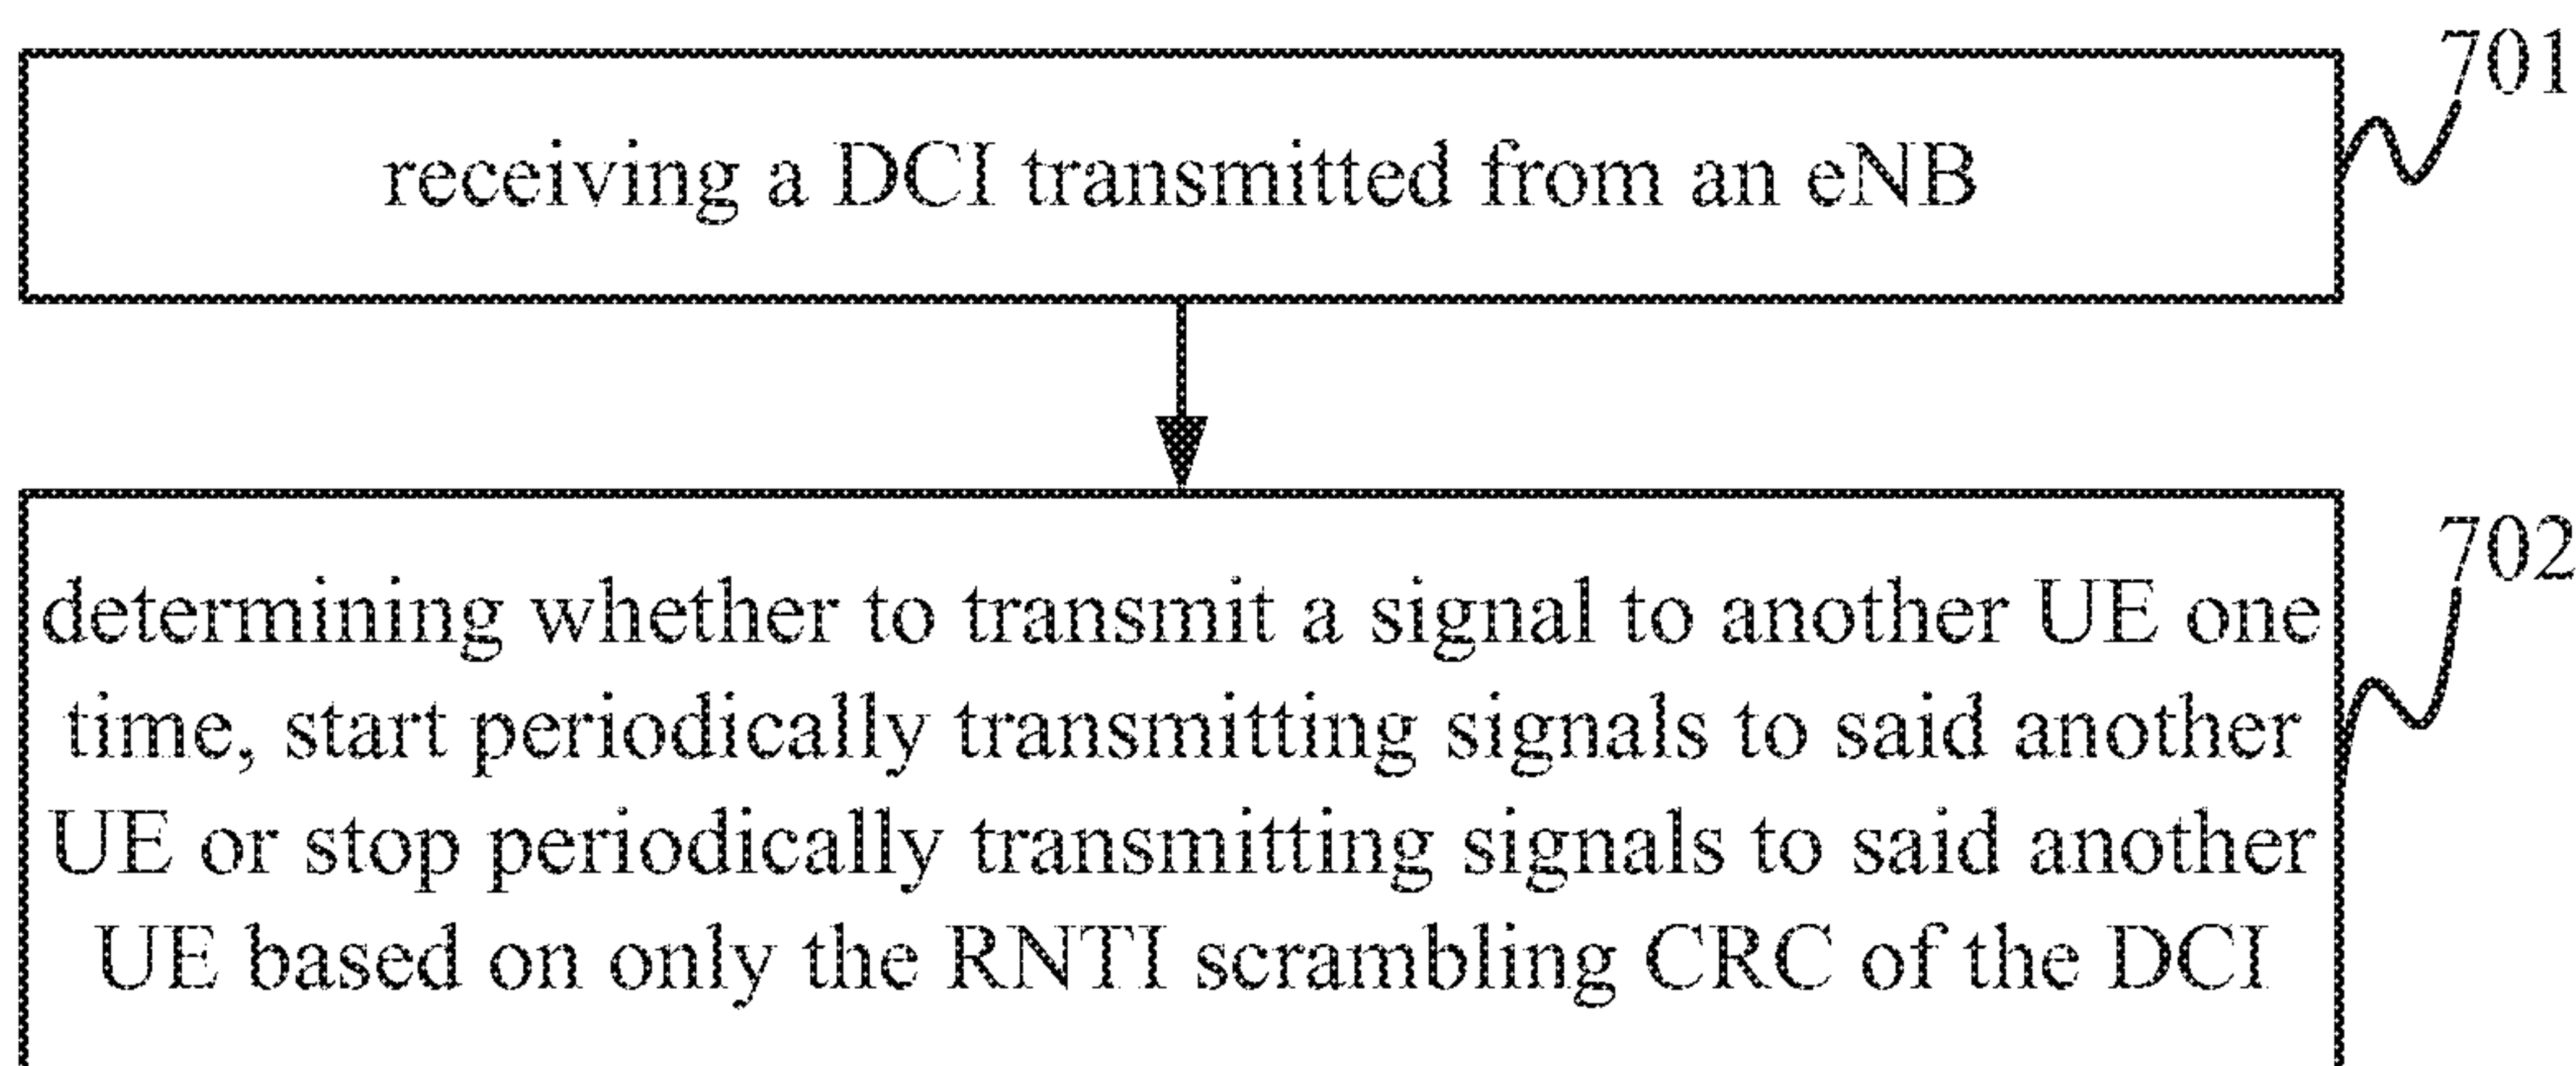 701
receiving a DCI transmitted from an eNB
702
determining whether to transmit a signal to another UE one
time, start periodically transmitting signals to said another
UE or stop periodically transmitting signals to said another
UE based on only the RNTI scrambling CRC of the DCI